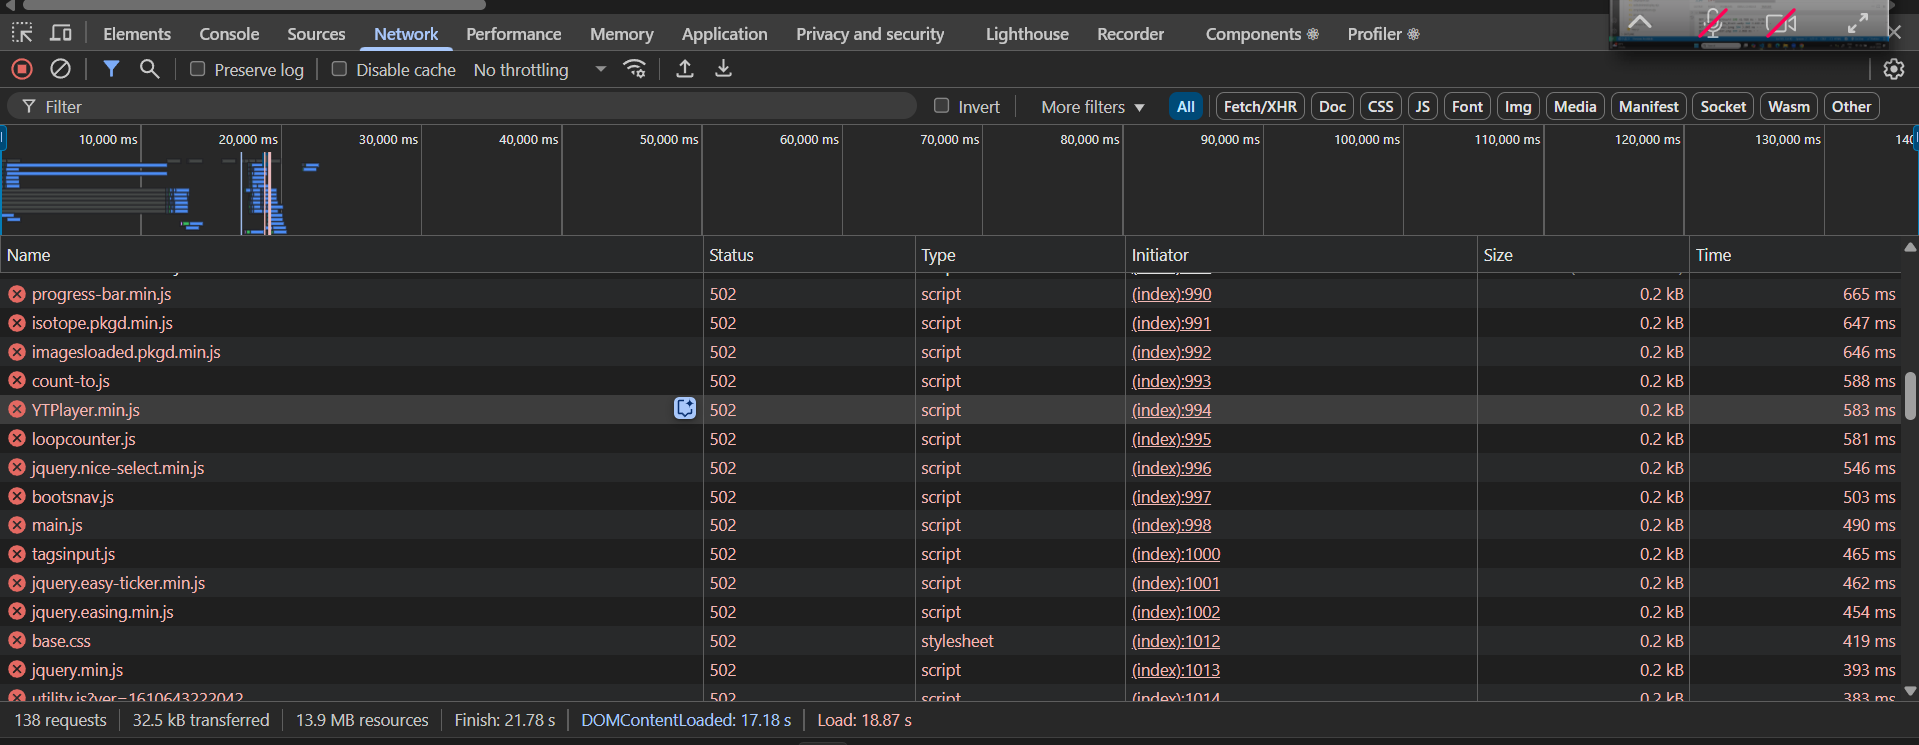 Elements Console Sources Network Performance Memory Application Privacy and security Lighthouse Recorder Components Profiler
Preserve log Disable cache No throttling
Filter Invert More filters All Fetch/XHR Doc CSS JS Font Img Media Manifest Socket Wasm Other
10,000 ms 20,000 ms 30,000 ms 40,000 ms 50,000 ms 60,000 ms 70,000 ms 80,000 ms 90,000 ms 100,000 ms 110,000 ms 120,000 ms 130,000 ms 140
Name Status Type Initiator Size Time
progress-bar.min.js 502 script (index):990 0.2 kB 665 ms
isotope.pkgd.min.js 502 script (index):991 0.2 kB 647 ms
imagesloaded.pkgd.min.js 502 script (index):992 0.2 kB 646 ms
count-to.js 502 script (index):993 0.2 kB 588 ms
YTPlayer.min.js 502 script (index):994 0.2 kB 583 ms
loopcounter.js 502 script (index):995 0.2 kB 581 ms
jquery.nice-select.min.js 502 script (index):996 0.2 kB 546 ms
bootsnav.js 502 script (index):997 0.2 kB 503 ms
main.js 502 script (index):998 0.2 kB 490 ms
tagsinput.js 502 script (index):1000 0.2 kB 465 ms
jquery.easy-ticker.min.js 502 script (index):1001 0.2 kB 462 ms
jquery.easing.min.js 502 script (index):1002 0.2 kB 454 ms
base.css 502 stylesheet (index):1012 0.2 kB 419 ms
jquery.min.js 502 script (index):1013 0.2 kB 393 ms
utility.js?ver=1610643222042 502 script (index):1014 0.2 kB 383 ms
138 requests 32.5 kB transferred 13.9 MB resources Finish: 21.78 s DOMContentLoaded: 17.18 s Load: 18.87 s